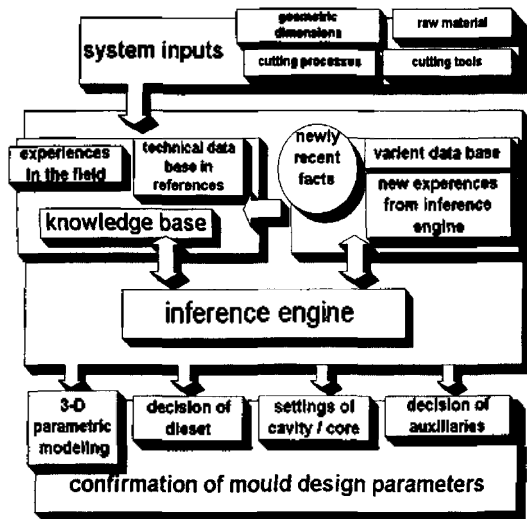 system inputs
geometric
dimensions
raw material
cutting processes
cutting tools
experiences
in the field
technical data
base in
references
knowledge base
newly
recent
facts
varient data base
new experences
from inference
engine
inference engine
3-D
parametric
modeling
decision of
dieset
settings of
cavity / core
decision of
auxiliaries
confirmation of mould design parameters